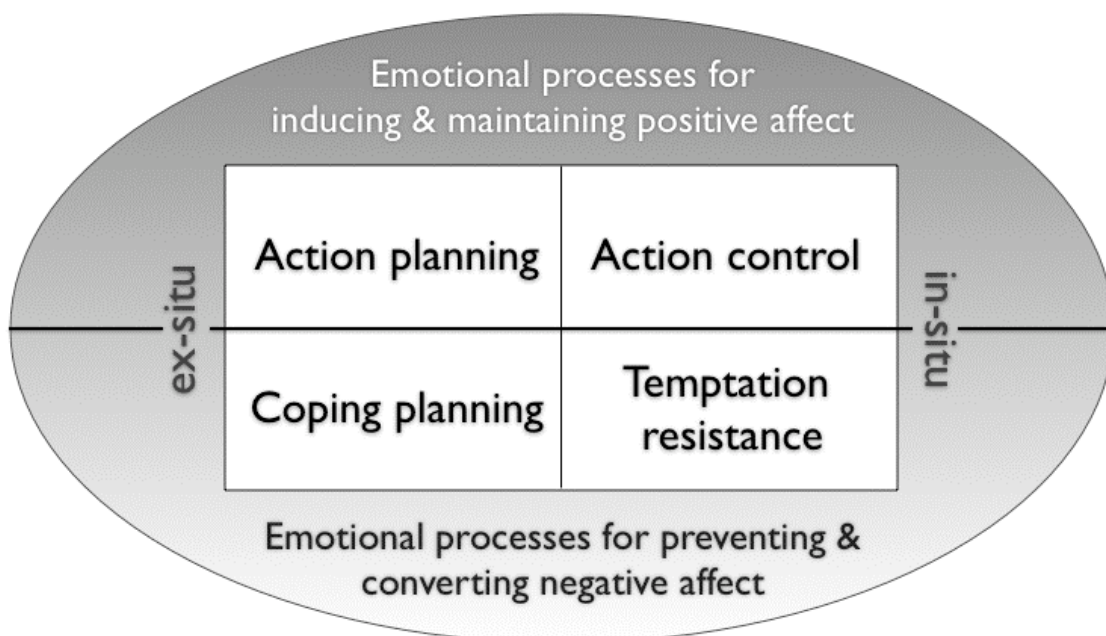 Emotional processes for
inducing & maintaining positive affect
Action planning
Action control
ex-situ
in-situ
Coping planning
Temptation
resistance
Emotional processes for preventing &
converting negative affect